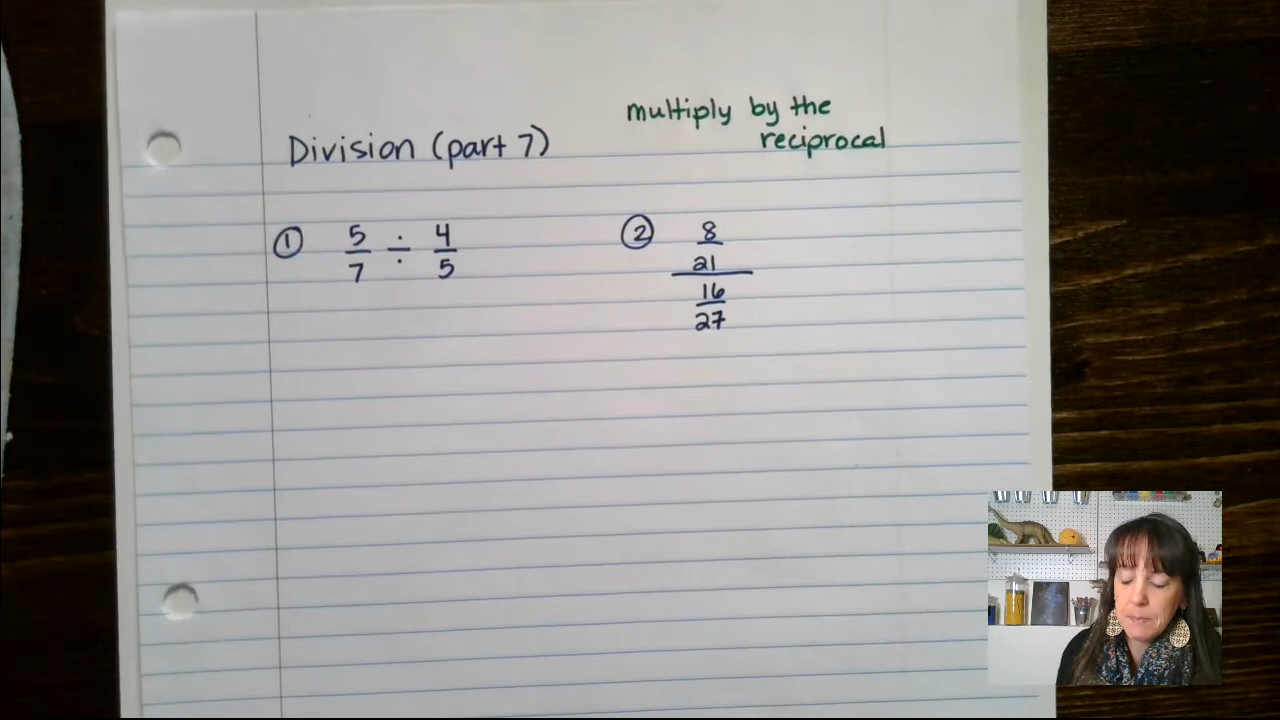 Division (part 7)
multiply by the
reciprocal
① 5/7 ÷ 4/5
② 8
21
16
27